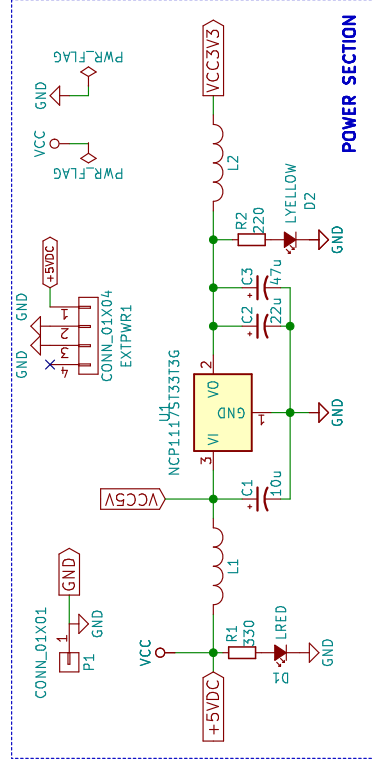 POWER SECTION
PWR_FLAG
GND
VCC
PWR_FLAG
+5VDC
GND
GND
1
2
3
4
CONN_01X04
EXTPWR1
CONN_01X01
GND
1
P1
GND
VCC3V3
L2
R2
220
LYELLOW
D2
GND
C3
47u
C2
22u
2
U1
NCP1117ST33T3G
VO
GND
VI
1
3
GND
VCC5V
C1
10u
L1
VCC
R1
330
LRED
D1
GND
+5VDC